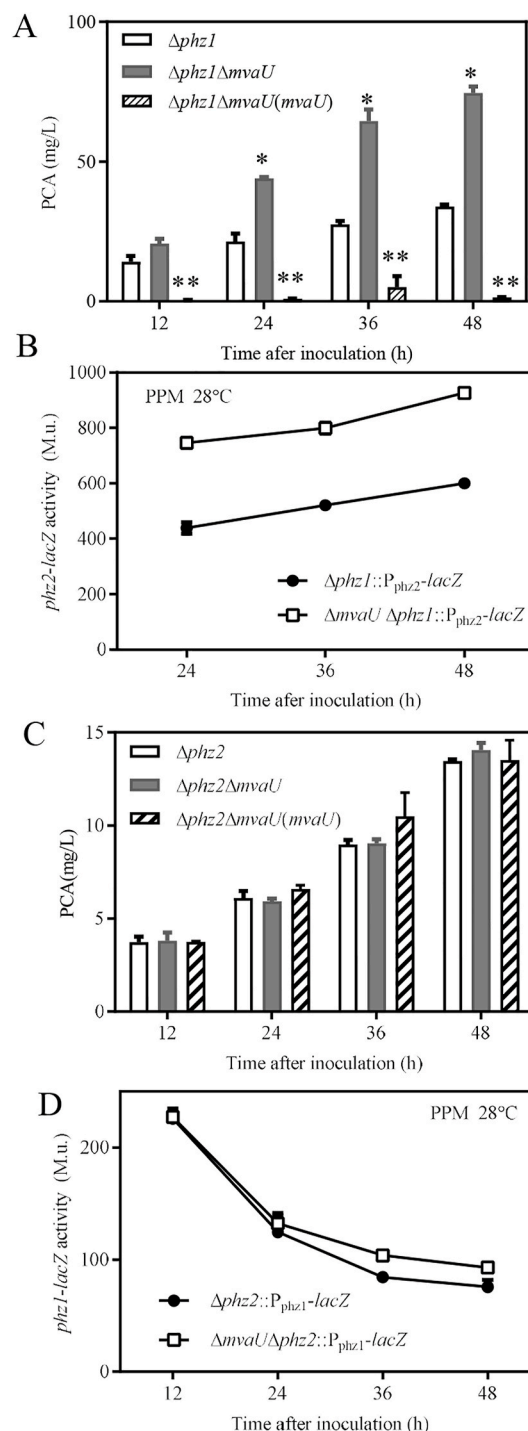 A
Δphz1
Δphz1ΔmvaU
Δphz1ΔmvaU(mvaU)
PCA (mg/L)
100
50
0
* * *
** ** ** **
12 24 36 48
Time afer inoculation (h)
B
PPM 28°C
phz2-lacZ activity (M.u.)
1000
800
600
400
200
0
Δphz1::Pphz2-lacZ
ΔmvaU Δphz1::Pphz2-lacZ
24 36 48
Time afer inoculation (h)
C
Δphz2
Δphz2ΔmvaU
Δphz2ΔmvaU(mvaU)
PCA(mg/L)
15
10
5
0
12 24 36 48
Time after inoculation (h)
D
PPM 28°C
phz1-lacZ activity (M.u.)
200
100
0
Δphz2::Pphz1-lacZ
ΔmvaUΔphz2::Pphz1-lacZ
12 24 36 48
Time after inoculation (h)